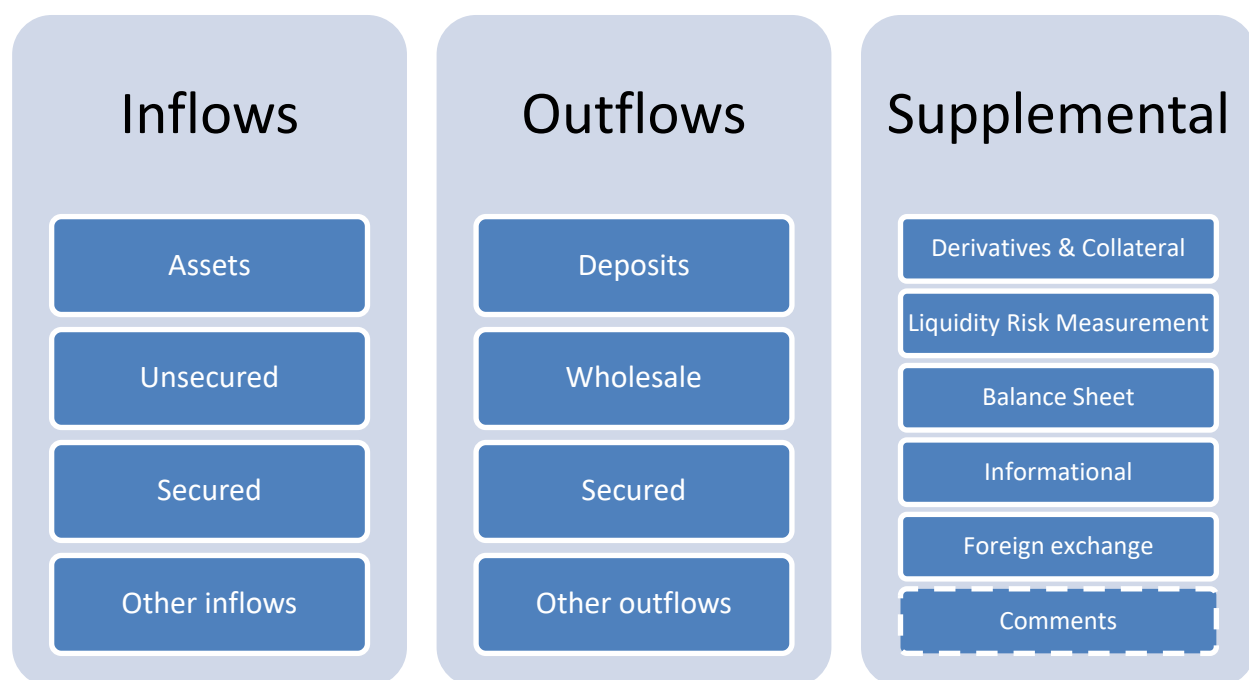 Inflows
Assets
Unsecured
Secured
Other inflows
Outflows
Deposits
Wholesale
Secured
Other outflows
Supplemental
Derivatives & Collateral
Liquidity Risk Measurement
Balance Sheet
Informational
Foreign exchange
Comments